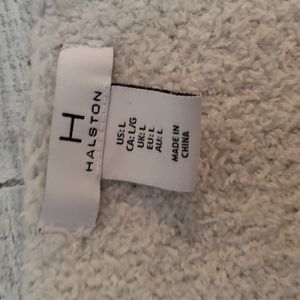 H
HALSTON
US: L
CA: L/G
UK: L
EU: L
AU: L
MADE IN
CHINA